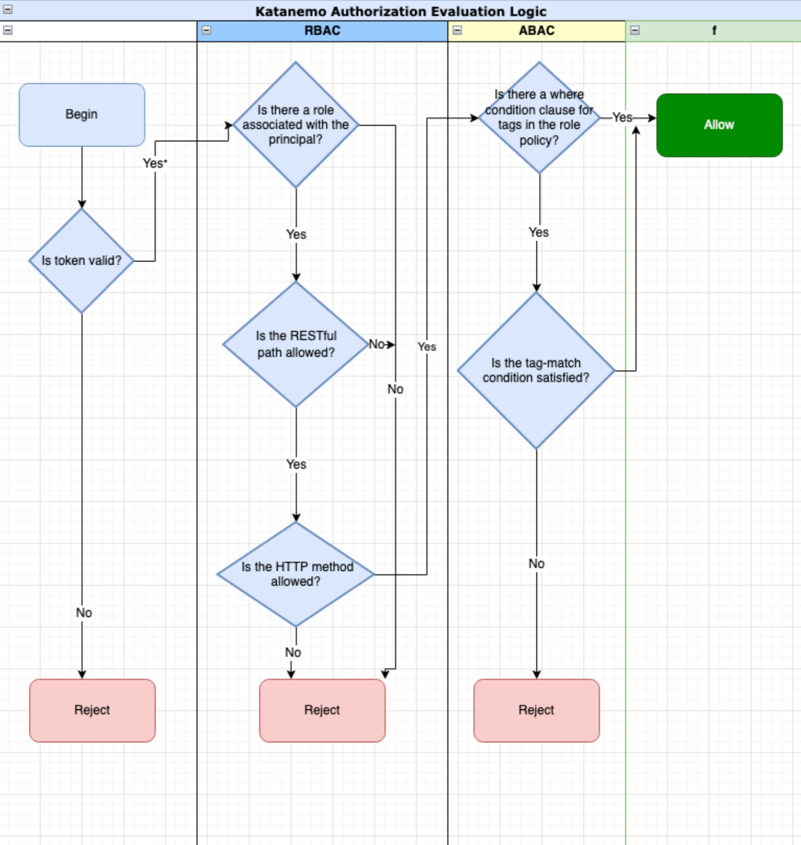 Katanemo Authorization Evaluation Logic
RBAC
ABAC
f
Begin
Is token valid?
Yes*
No
Reject
Is there a role
associated with the
principal?
Yes
Is the RESTful
path allowed?
No
No
Yes
Is the HTTP method
allowed?
No
Reject
Yes
Is there a where
condition clause for
tags in the role
policy?
Yes
Allow
Yes
Is the tag-match
condition satisfied?
No
Reject